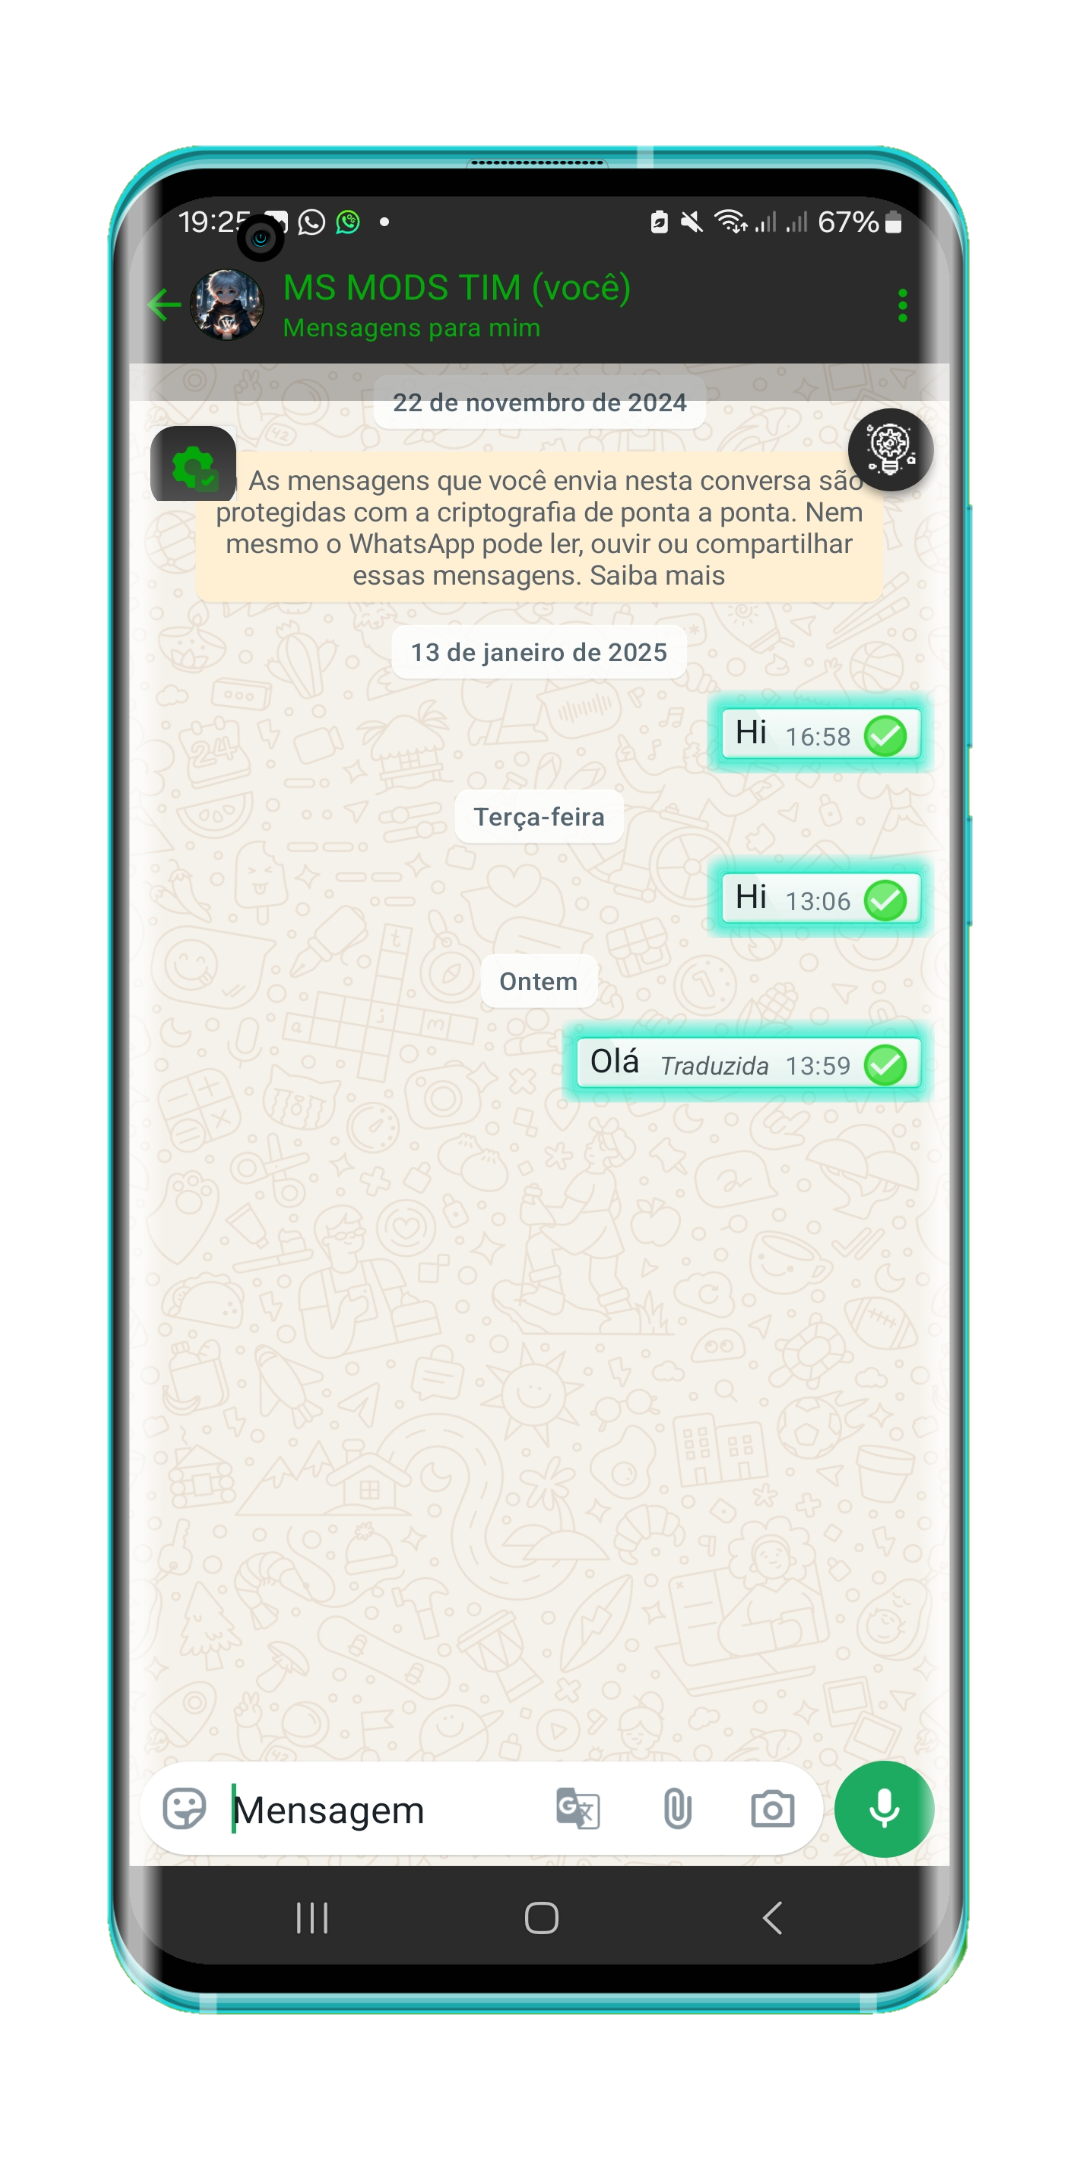 19:25
67%
MS MODS TIM (você)
Mensagens para mim
22 de novembro de 2024
As mensagens que você envia nesta conversa são
protegidas com a criptografia de ponta a ponta. Nem
mesmo o WhatsApp pode ler, ouvir ou compartilhar
essas mensagens. Saiba mais
13 de janeiro de 2025
Hi 16:58
Terça-feira
Hi 13:06
Ontem
Olá Traduzida 13:59
Mensagem